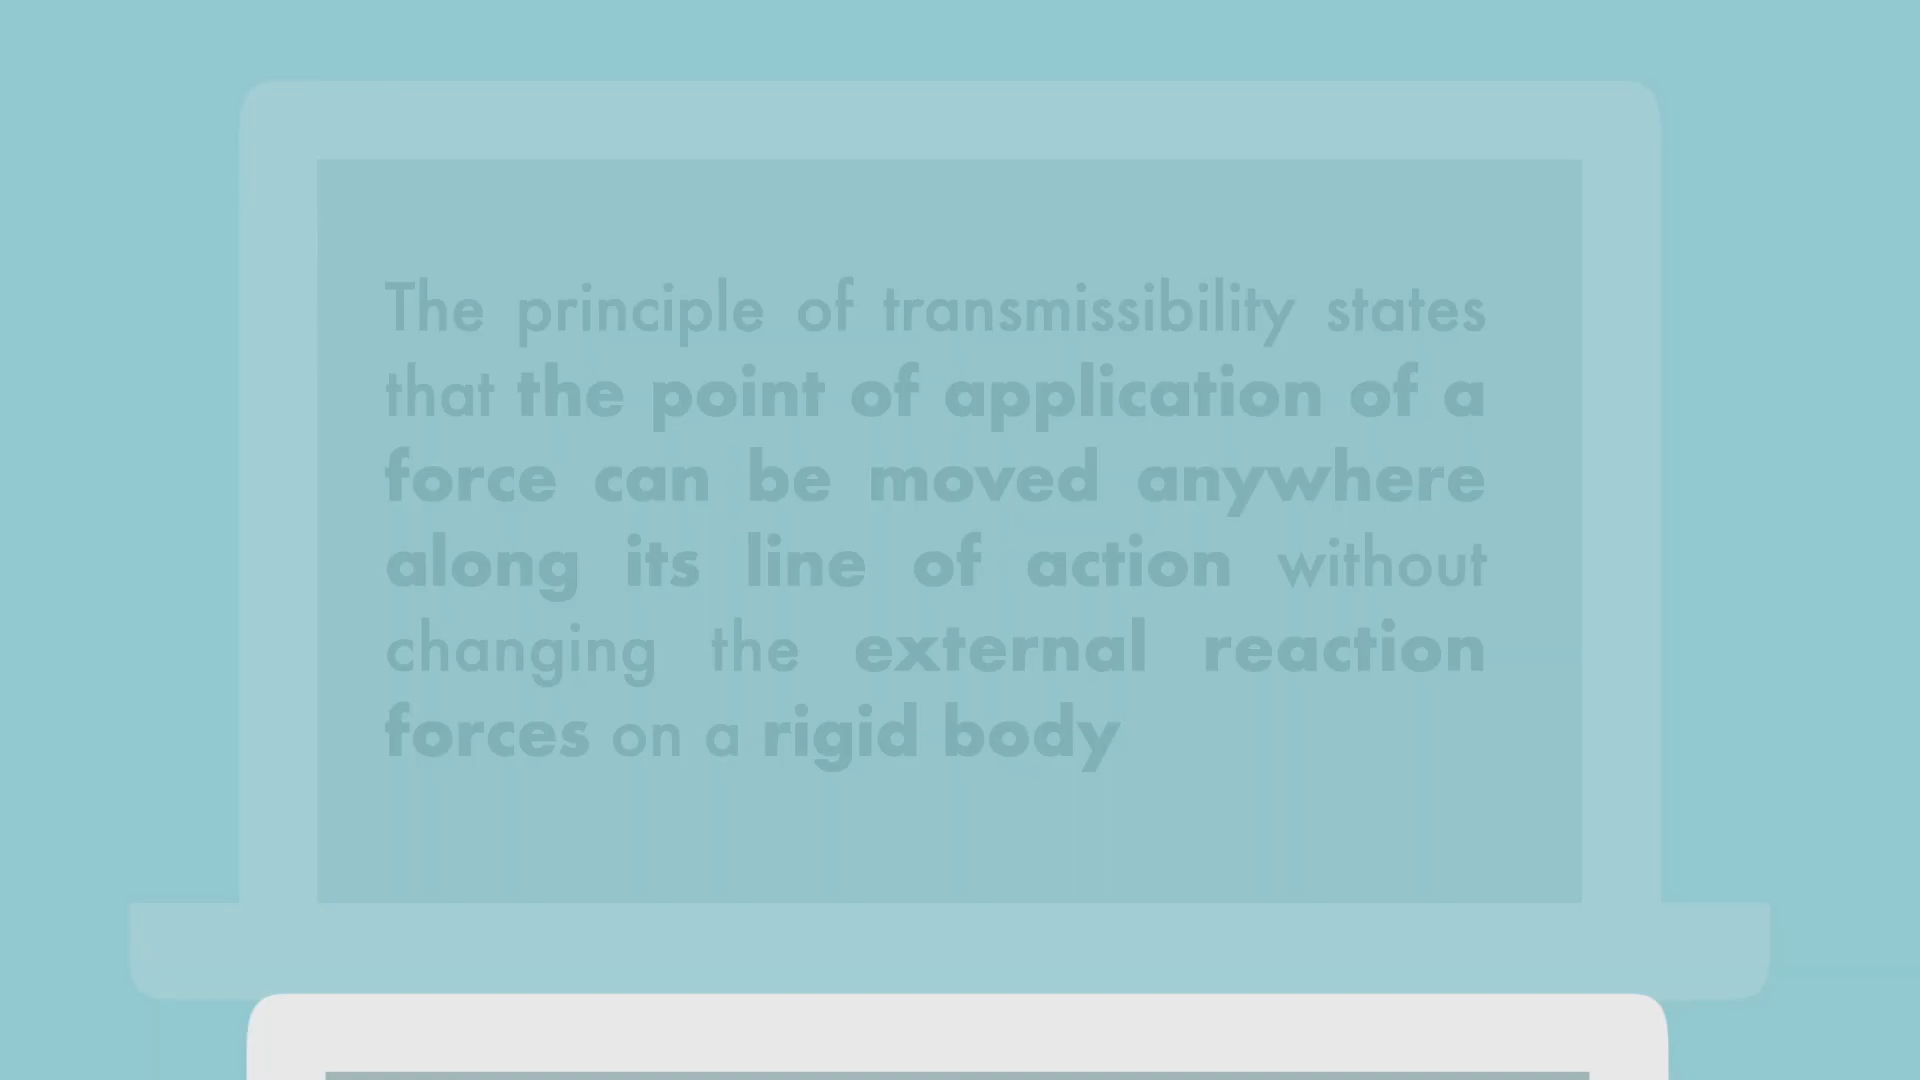 The principle of transmissibility states
that the point of application of a
force can be moved anywhere
along its line of action without
changing the external reaction
forces on a rigid body